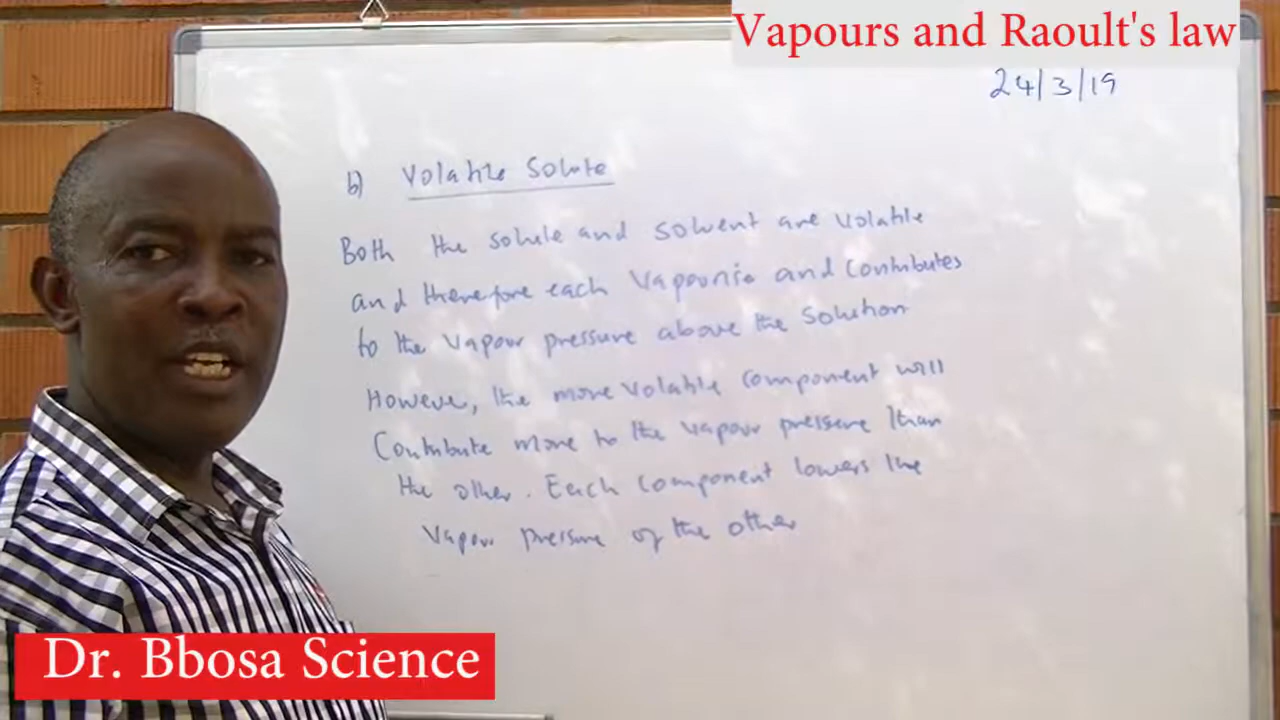 Vapours and Raoult's law
24/3/19
b) Volatile Solute
Both the solute and solvent are volatile
and therefore each Vapourise and Contributes
to the vapour pressure above the solution
However, the more volatile component will
Contribute more to the vapour pressure than
the other. Each component lowers the
vapour pressure of the other
Dr. Bbosa Science